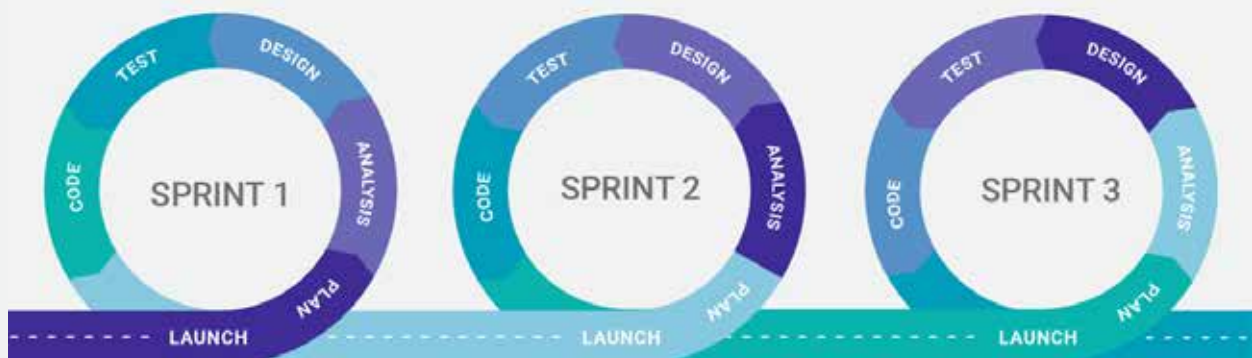 TEST
DESIGN
CODE
SPRINT 1
ANALYSIS
PLAN
LAUNCH
TEST
DESIGN
CODE
SPRINT 2
ANALYSIS
PLAN
LAUNCH
TEST
DESIGN
CODE
SPRINT 3
ANALYSIS
PLAN
LAUNCH